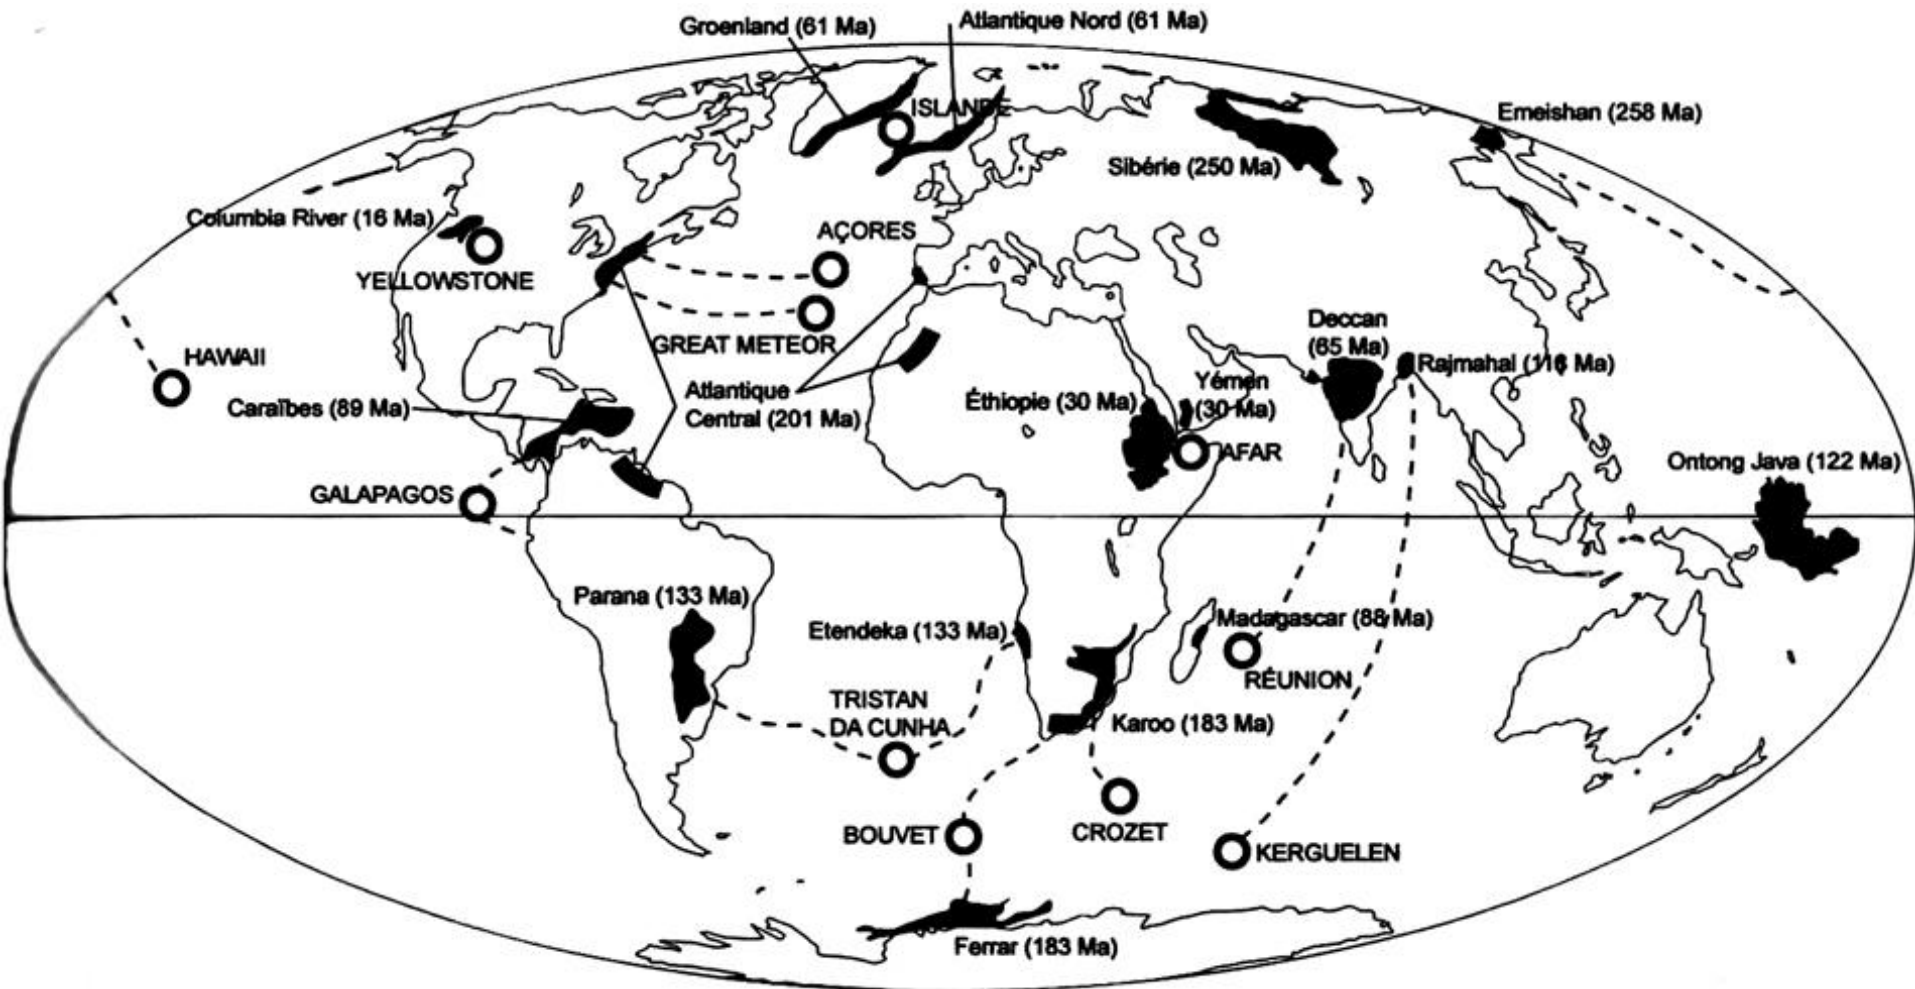 Groenland (61 Ma)
Atlantique Nord (61 Ma)
ISLANDE
Emeishan (258 Ma)
Sibérie (250 Ma)
Columbia River (16 Ma)
AÇORES
YELLOWSTONE
GREAT METEOR
HAWAII
Deccan
(65 Ma)
Rajmahal (116 Ma)
Caraïbes (89 Ma)
Atlantique
Central (201 Ma)
Éthiopie (30 Ma)
Yémen
(30 Ma)
AFAR
Ontong Java (122 Ma)
GALAPAGOS
Parana (133 Ma)
Etendeka (133 Ma)
Madagascar (88 Ma)
RÉUNION
TRISTAN
DA CUNHA
Karoo (183 Ma)
BOUVET
CROZET
KERGUELEN
Ferrar (183 Ma)